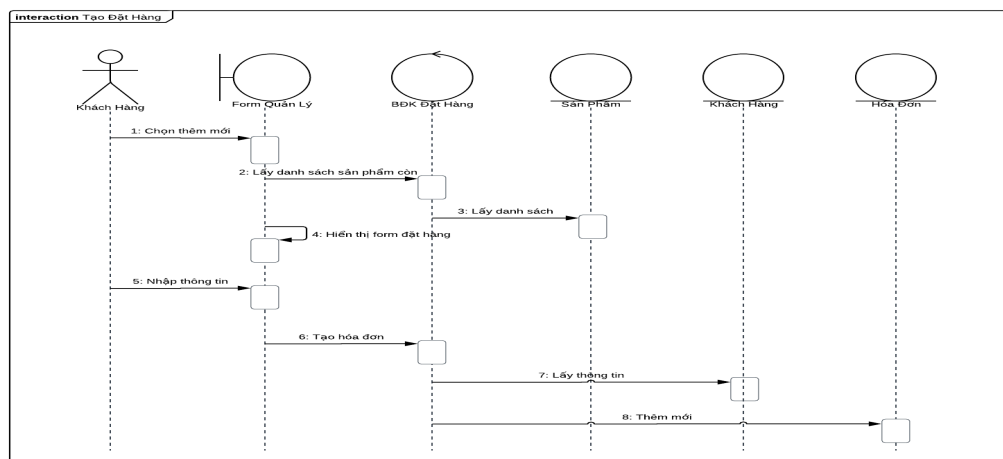 interaction Tạo Đặt Hàng
Khách Hàng
Form Quản Lý
BĐK Đặt Hàng
Sản Phẩm
Khách Hàng
Hóa Đơn
1: Chọn thêm mới
2: Lấy danh sách sản phẩm còn
3: Lấy danh sách
4: Hiển thị form đặt hàng
5: Nhập thông tin
6: Tạo hóa đơn
7: Lấy thông tin
8: Thêm mới